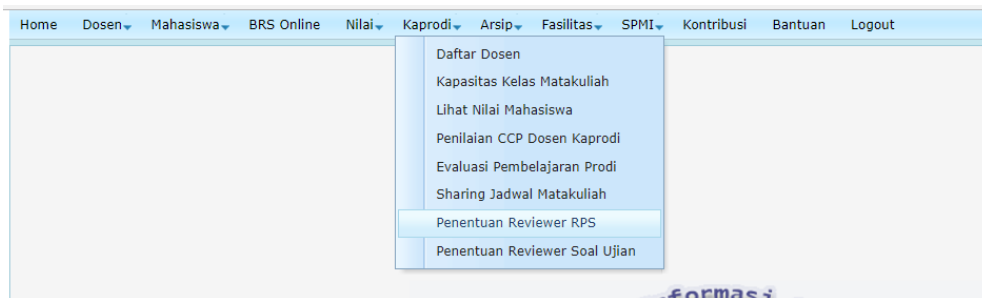 Home Dosen Mahasiswa BRS Online Nilai Kaprodi Arsip Fasilitas SPMI Kontribusi Bantuan Logout
Daftar Dosen
Kapasitas Kelas Matakuliah
Lihat Nilai Mahasiswa
Penilaian CCP Dosen Kaprodi
Evaluasi Pembelajaran Prodi
Sharing Jadwal Matakuliah
Penentuan Reviewer RPS
Penentuan Reviewer Soal Ujian